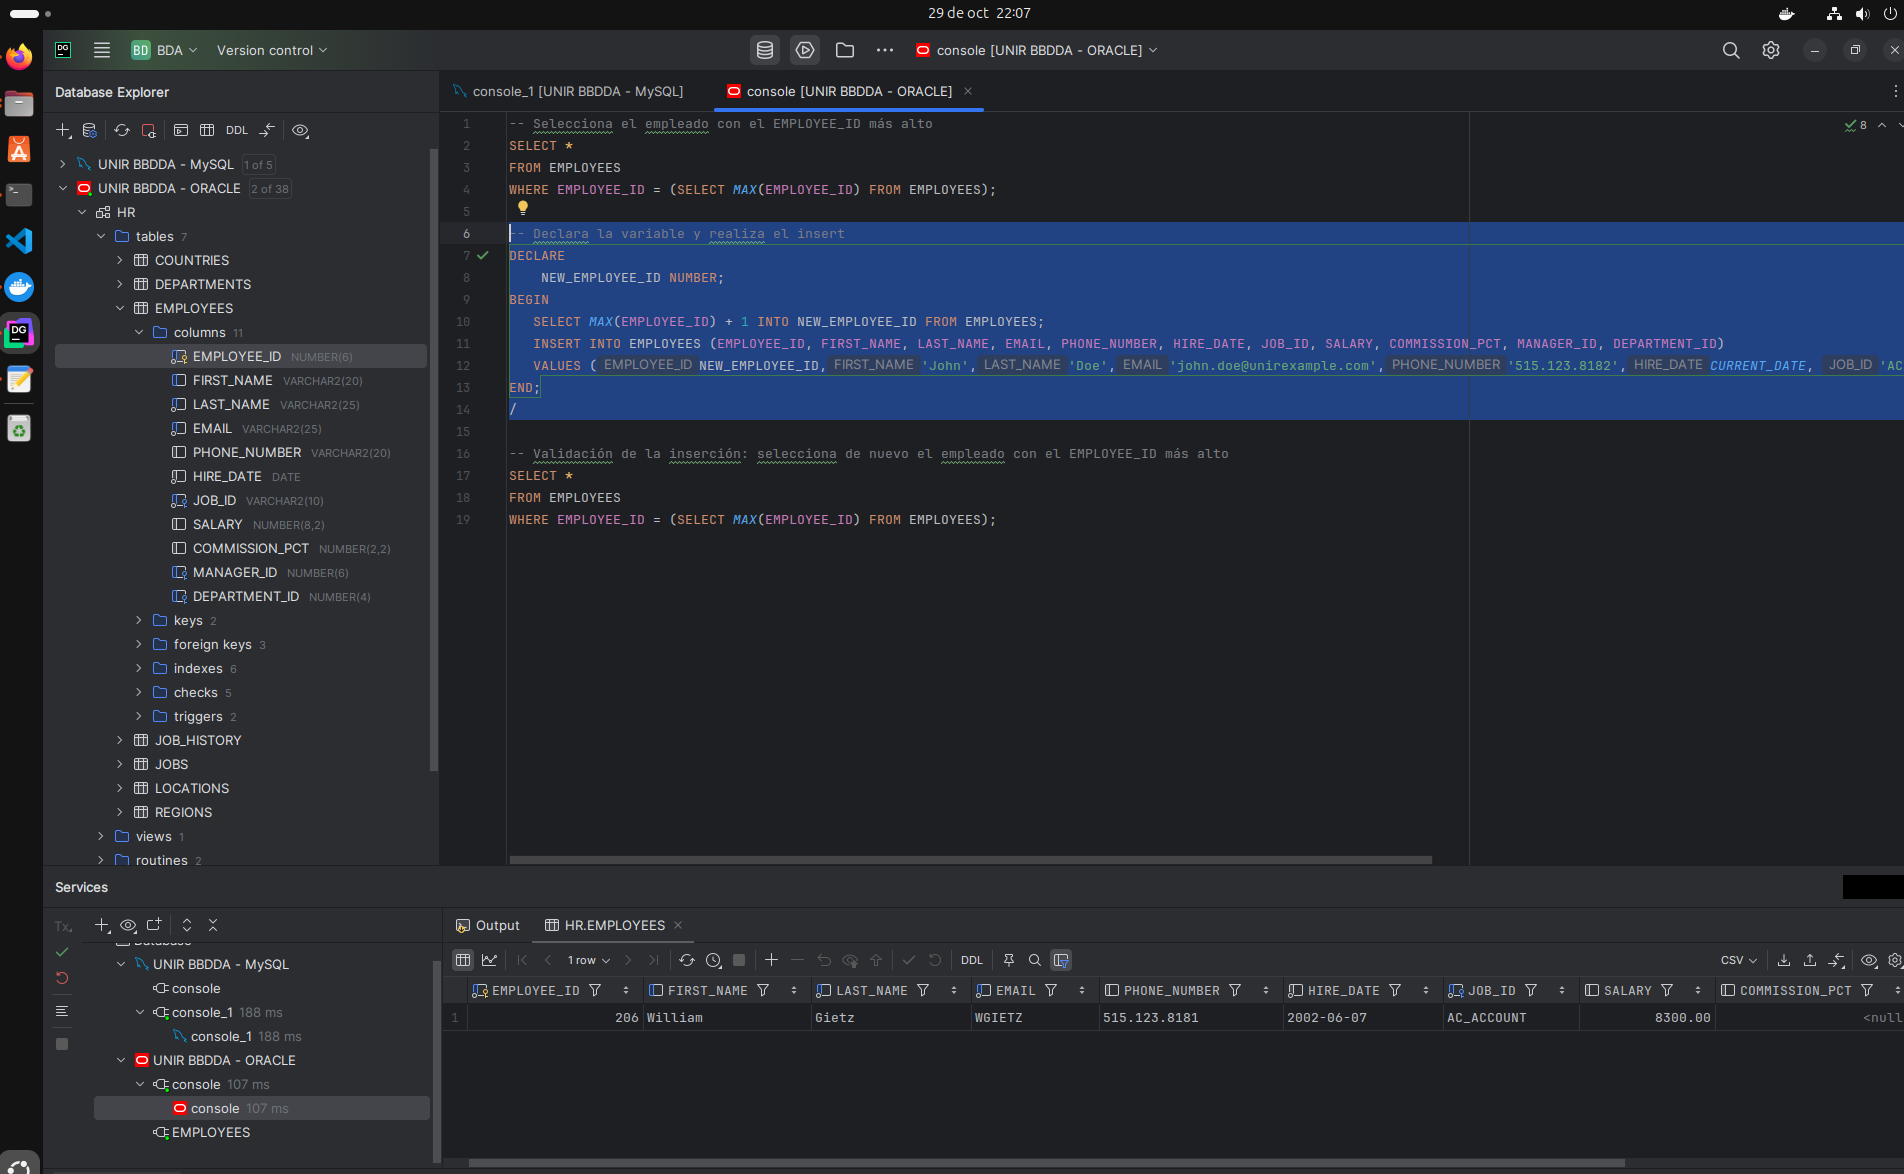 29 de oct 22:07
DG
BD BDA
Version control
console [UNIR BBDDA - ORACLE]
Database Explorer
console_1 [UNIR BBDDA - MySQL]
console [UNIR BBDDA - ORACLE]
DDL
UNIR BBDDA - MySQL 1 of 5
UNIR BBDDA - ORACLE 2 of 38
HR
tables 7
COUNTRIES
DEPARTMENTS
EMPLOYEES
columns 11
EMPLOYEE_ID NUMBER(6)
FIRST_NAME VARCHAR2(20)
LAST_NAME VARCHAR2(25)
EMAIL VARCHAR2(25)
PHONE_NUMBER VARCHAR2(20)
HIRE_DATE DATE
JOB_ID VARCHAR2(10)
SALARY NUMBER(8,2)
COMMISSION_PCT NUMBER(2,2)
MANAGER_ID NUMBER(6)
DEPARTMENT_ID NUMBER(4)
keys 2
foreign keys 3
indexes 6
checks 5
triggers 2
JOB_HISTORY
JOBS
LOCATIONS
REGIONS
views 1
routines 2
8
1 -- Selecciona el empleado con el EMPLOYEE_ID más alto
2 SELECT *
3 FROM EMPLOYEES
4 WHERE EMPLOYEE_ID = (SELECT MAX(EMPLOYEE_ID) FROM EMPLOYEES);
5
6 -- Declara la variable y realiza el insert
7 DECLARE
8 NEW_EMPLOYEE_ID NUMBER;
9 BEGIN
10 SELECT MAX(EMPLOYEE_ID) + 1 INTO NEW_EMPLOYEE_ID FROM EMPLOYEES;
11 INSERT INTO EMPLOYEES (EMPLOYEE_ID, FIRST_NAME, LAST_NAME, EMAIL, PHONE_NUMBER, HIRE_DATE, JOB_ID, SALARY, COMMISSION_PCT, MANAGER_ID, DEPARTMENT_ID)
12 VALUES ( EMPLOYEE_ID NEW_EMPLOYEE_ID, FIRST_NAME 'John', LAST_NAME 'Doe', EMAIL 'john.doe@unirexample.com', PHONE_NUMBER '515.123.8182', HIRE_DATE CURRENT_DATE, JOB_ID 'AC
13 END;
14 /
15
16 -- Validación de la inserción: selecciona de nuevo el empleado con el EMPLOYEE_ID más alto
17 SELECT *
18 FROM EMPLOYEES
19 WHERE EMPLOYEE_ID = (SELECT MAX(EMPLOYEE_ID) FROM EMPLOYEES);
Services
Tx
Database
UNIR BBDDA - MySQL
console
console_1 188 ms
console_1 188 ms
UNIR BBDDA - ORACLE
console 107 ms
console 107 ms
EMPLOYEES
Output
HR.EMPLOYEES
1 row
DDL
CSV
EMPLOYEE_ID FIRST_NAME LAST_NAME EMAIL PHONE_NUMBER HIRE_DATE JOB_ID SALARY COMMISSION_PCT
1 206 William Gietz WGIETZ 515.123.8181 2002-06-07 AC_ACCOUNT 8300.00 <null